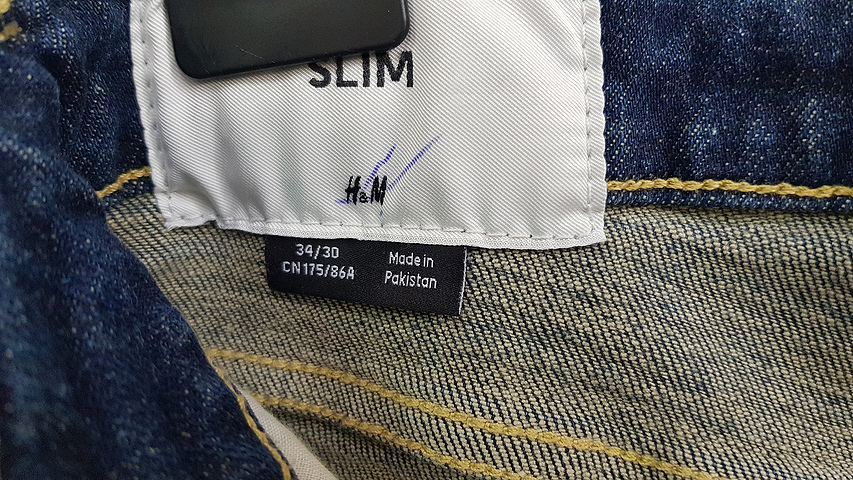 SLIM
H&M
34/30
CN175/86A
Made in
Pakistan